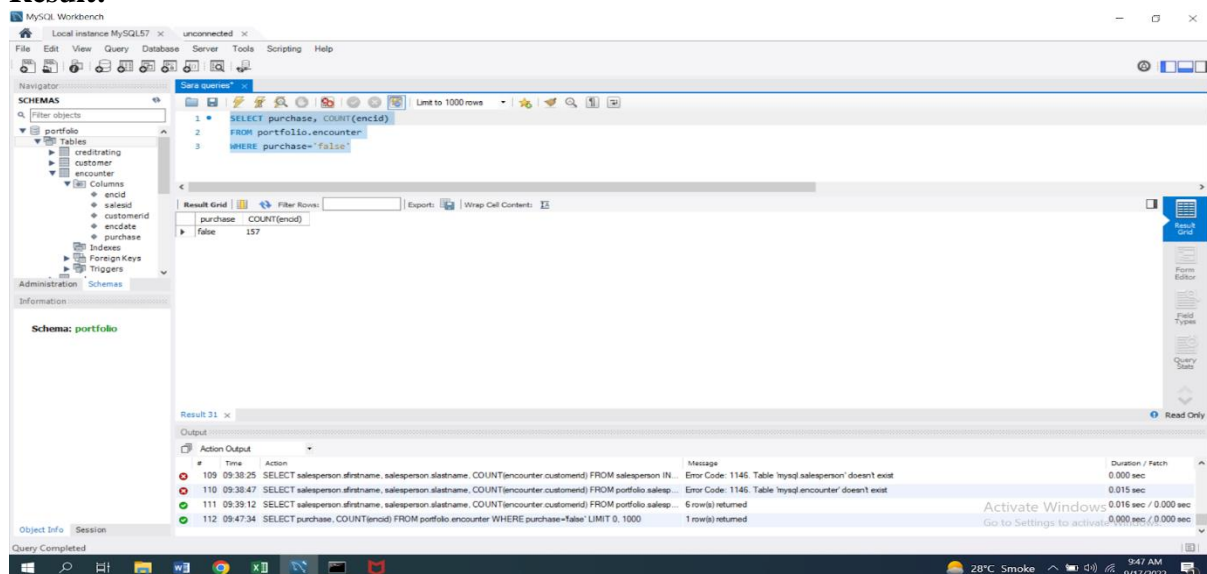 Result:
MySQL Workbench
Local instance MySQL57 × unconnected ×
File Edit View Query Database Server Tools Scripting Help
Navigator
Sara queries* ×
SCHEMAS
Limit to 1000 rows
Filter objects
portfolio
Tables
creditrating
customer
encounter
Columns
encid
salesid
customerid
encdate
purchase
Indexes
Foreign Keys
Triggers
1 SELECT purchase, COUNT(encid)
2 FROM portfolio.encounter
3 WHERE purchase='false'
Result Grid Filter Rows: Export: Wrap Cell Content:
purchase COUNT(encid)
false 157
Result Grid
Form Editor
Field Types
Query Stats
Administration Schemas
Information
Schema: portfolio
Result 31 × Read Only
Output
Action Output
# Time Action Message Duration / Fetch
109 09:38:25 SELECT salesperson.sfirstname, salesperson.slastname, COUNT(encounter.customerid) FROM salesperson IN... Error Code: 1146. Table 'mysql.salesperson' doesn't exist 0.000 sec
110 09:38:47 SELECT salesperson.sfirstname, salesperson.slastname, COUNT(encounter.customerid) FROM portfolio.salesp... Error Code: 1146. Table 'mysql.encounter' doesn't exist 0.015 sec
111 09:39:12 SELECT salesperson.sfirstname, salesperson.slastname, COUNT(encounter.customerid) FROM portfolio.salesp... 6 row(s) returned 0.016 sec / 0.000 sec
112 09:47:34 SELECT purchase, COUNT(encid) FROM portfolio.encounter WHERE purchase='false' LIMIT 0, 1000 1 row(s) returned 0.000 sec / 0.000 sec
Activate Windows
Go to Settings to activate Windows.
Object Info Session
Query Completed
28°C Smoke 9:47 AM
9/17/2022